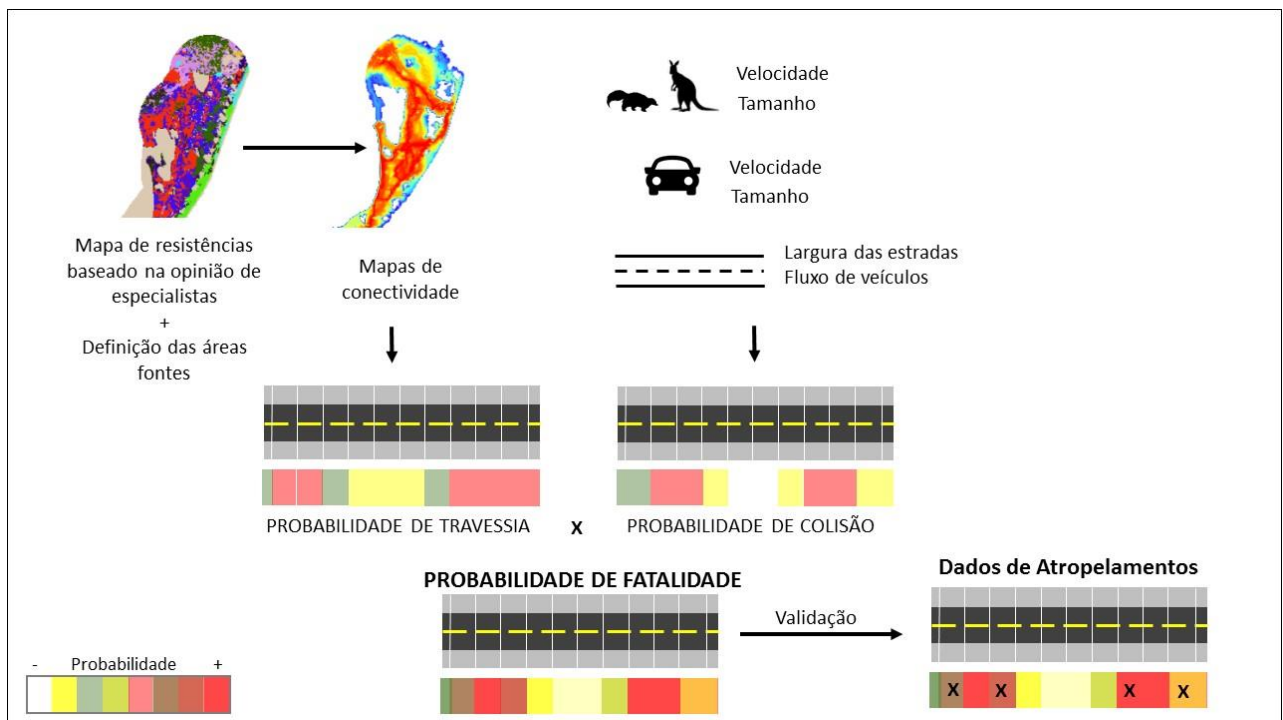 Velocidade
Tamanho
Velocidade
Tamanho
Mapa de resistências
baseado na opinião de
especialistas
+
Definição das áreas
fontes
Mapas de
conectividade
Largura das estradas
Fluxo de veículos
PROBABILIDADE DE TRAVESSIA
X
PROBABILIDADE DE COLISÃO
PROBABILIDADE DE FATALIDADE
Validação
Dados de Atropelamentos
X X X X
- Probabilidade +